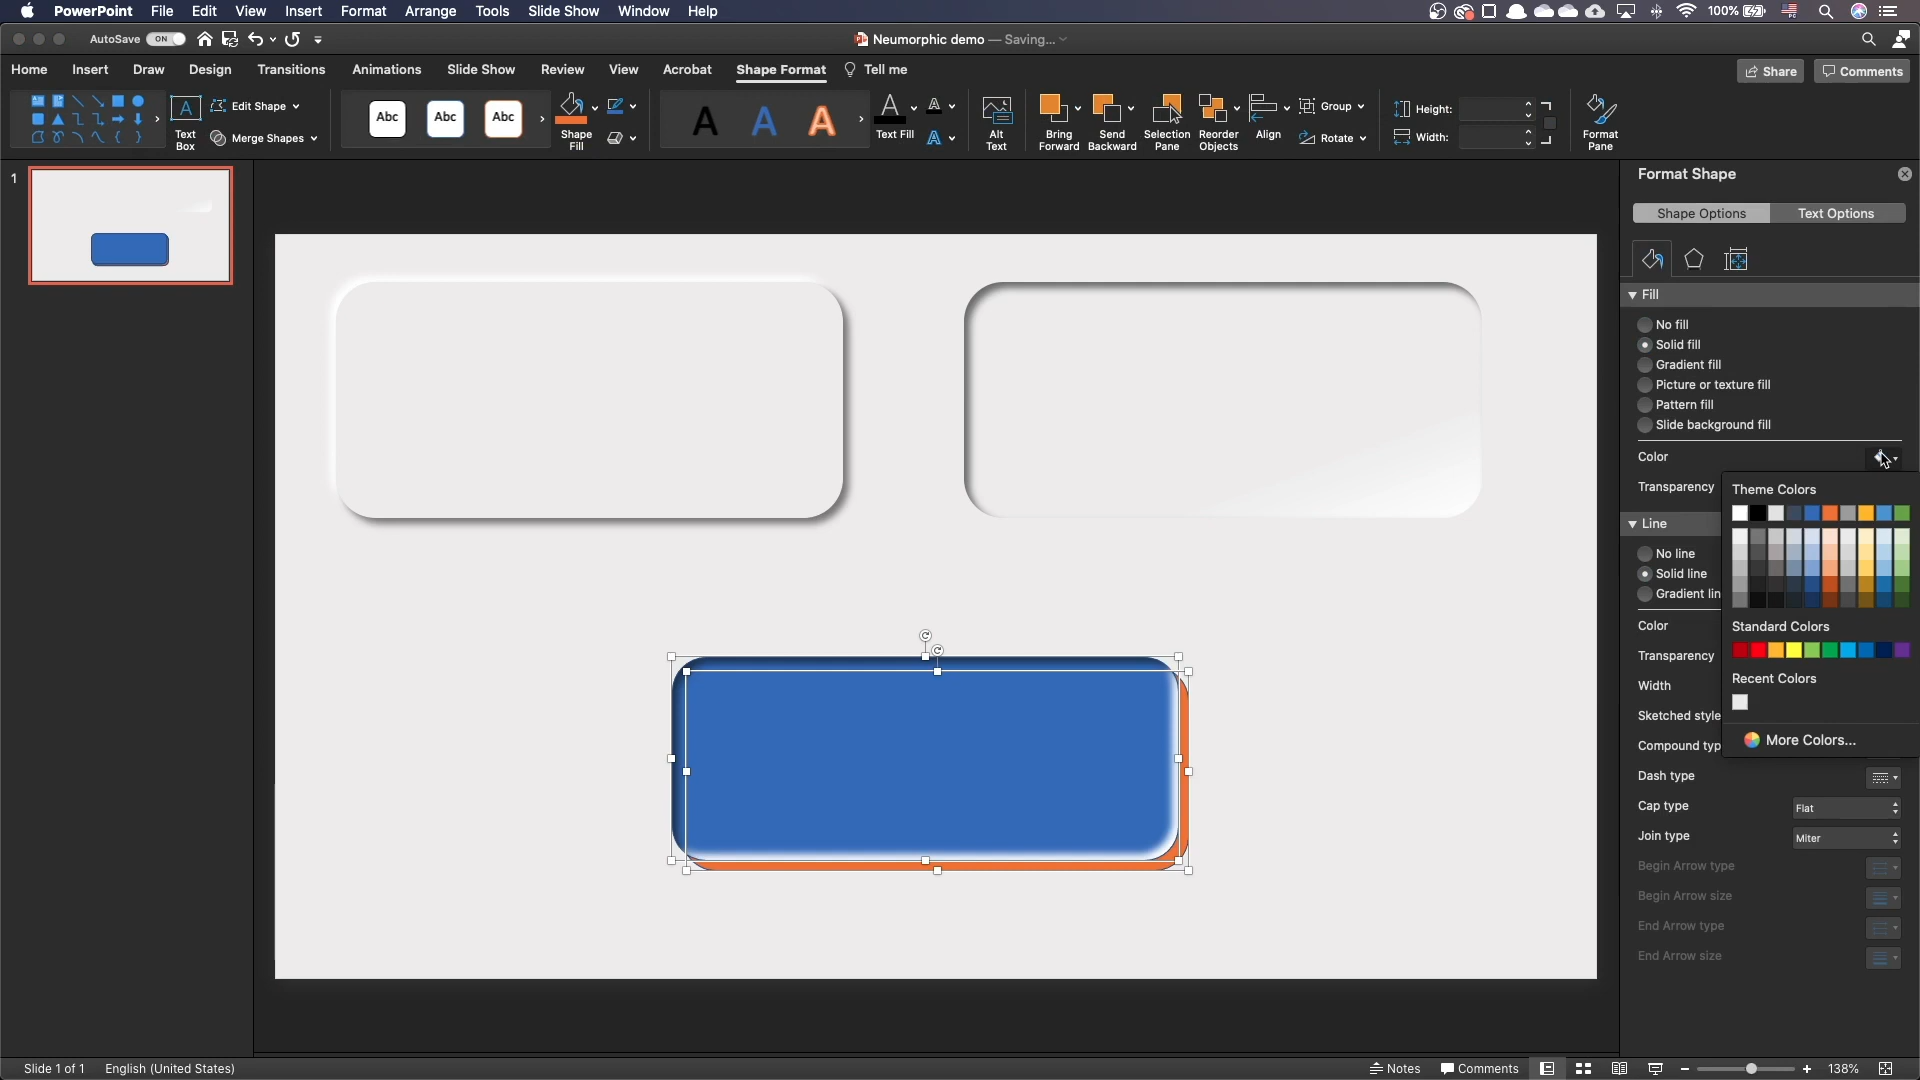 PowerPoint File Edit View Insert Format Arrange Tools Slide Show Window Help 100%
AutoSave ON Neumorphic demo — Saving...
Home Insert Draw Design Transitions Animations Slide Show Review View Acrobat Shape Format Tell me Share Comments
A Text Box
Edit Shape
Merge Shapes
Abc Abc Abc
Shape Fill
A A A
A Text Fill
A
A
Alt Text
Bring Forward
Send Backward
Selection Pane
Reorder Objects
Align
Group
Rotate
Height:
Width:
Format Pane
1
Format Shape
Shape Options Text Options
Fill
No fill
Solid fill
Gradient fill
Picture or texture fill
Pattern fill
Slide background fill
Color
Transparency
Theme Colors
Standard Colors
Recent Colors
More Colors...
Line
No line
Solid line
Gradient lin
Color
Transparency
Width
Sketched style
Compound typ
Dash type
Cap type Flat
Join type Miter
Begin Arrow type
Begin Arrow size
End Arrow type
End Arrow size
Slide 1 of 1 English (United States) Notes Comments 138%